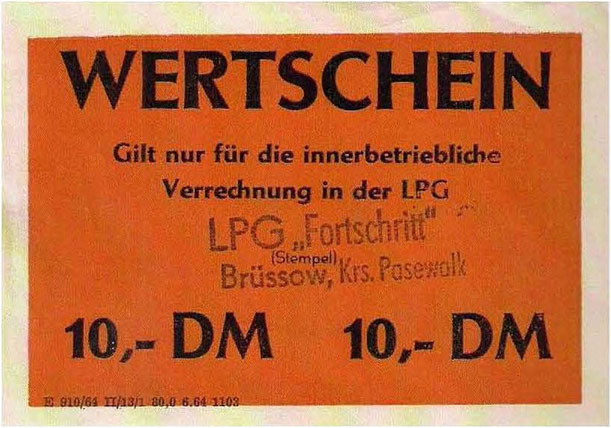 WERTSCHEIN
Gilt nur für die innerbetriebliche
Verrechnung in der LPG
LPG „Fortschritt“
(Stempel)
Brüssow, Krs. Pasewalk
10,- DM 10,- DM
E 910/64 II/13/1 80,0 6.64 1103